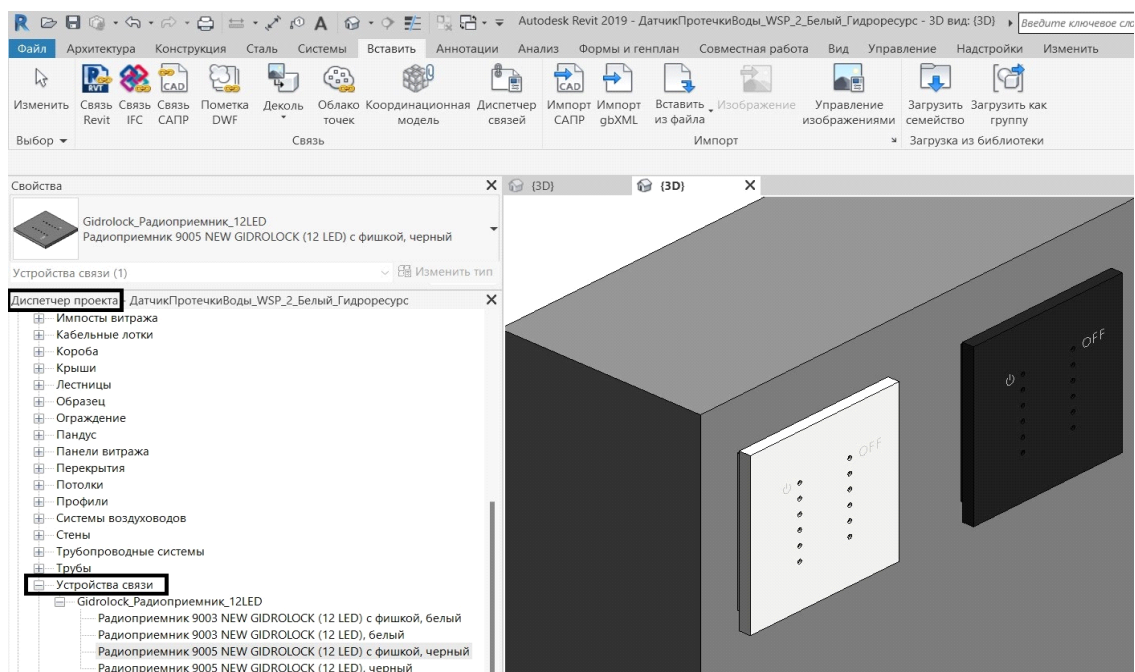 Autodesk Revit 2019 - ДатчикПротечкиВоды_WSP_2_Белый_Гидроресурс - 3D вид: {3D}
Введите ключевое сло
Файл Архитектура Конструкция Сталь Системы Вставить Аннотации Анализ Формы и генплан Совместная работа Вид Управление Надстройки Изменить
Изменить Связь Revit Связь IFC Связь САПР Пометка DWF Деколь Облако точек Координационная модель Диспетчер связей Импорт САПР Импорт gbXML Вставить из файла Изображение Управление изображениями Загрузить семейство Загрузить как группу
Выбор Связь Импорт Загрузка из библиотеки
Свойства
{3D} {3D}
Gidrolock_Радиоприемник_12LED
Радиоприемник 9005 NEW GIDROLOCK (12 LED) с фишкой, черный
Устройства связи (1) Изменить тип
Диспетчер проекта - ДатчикПротечкиВоды_WSP_2_Белый_Гидроресурс
Импосты витража
Кабельные лотки
Короба
Крыши
Лестницы
Образец
Ограждение
Пандус
Панели витража
Перекрытия
Потолки
Профили
Системы воздуховодов
Стены
Трубопроводные системы
Трубы
Устройства связи
Gidrolock_Радиоприемник_12LED
Радиоприемник 9003 NEW GIDROLOCK (12 LED) с фишкой, белый
Радиоприемник 9003 NEW GIDROLOCK (12 LED), белый
Радиоприемник 9005 NEW GIDROLOCK (12 LED) с фишкой, черный
Радиоприемник 9005 NEW GIDROLOCK (12 LED), черный
OFF
OFF